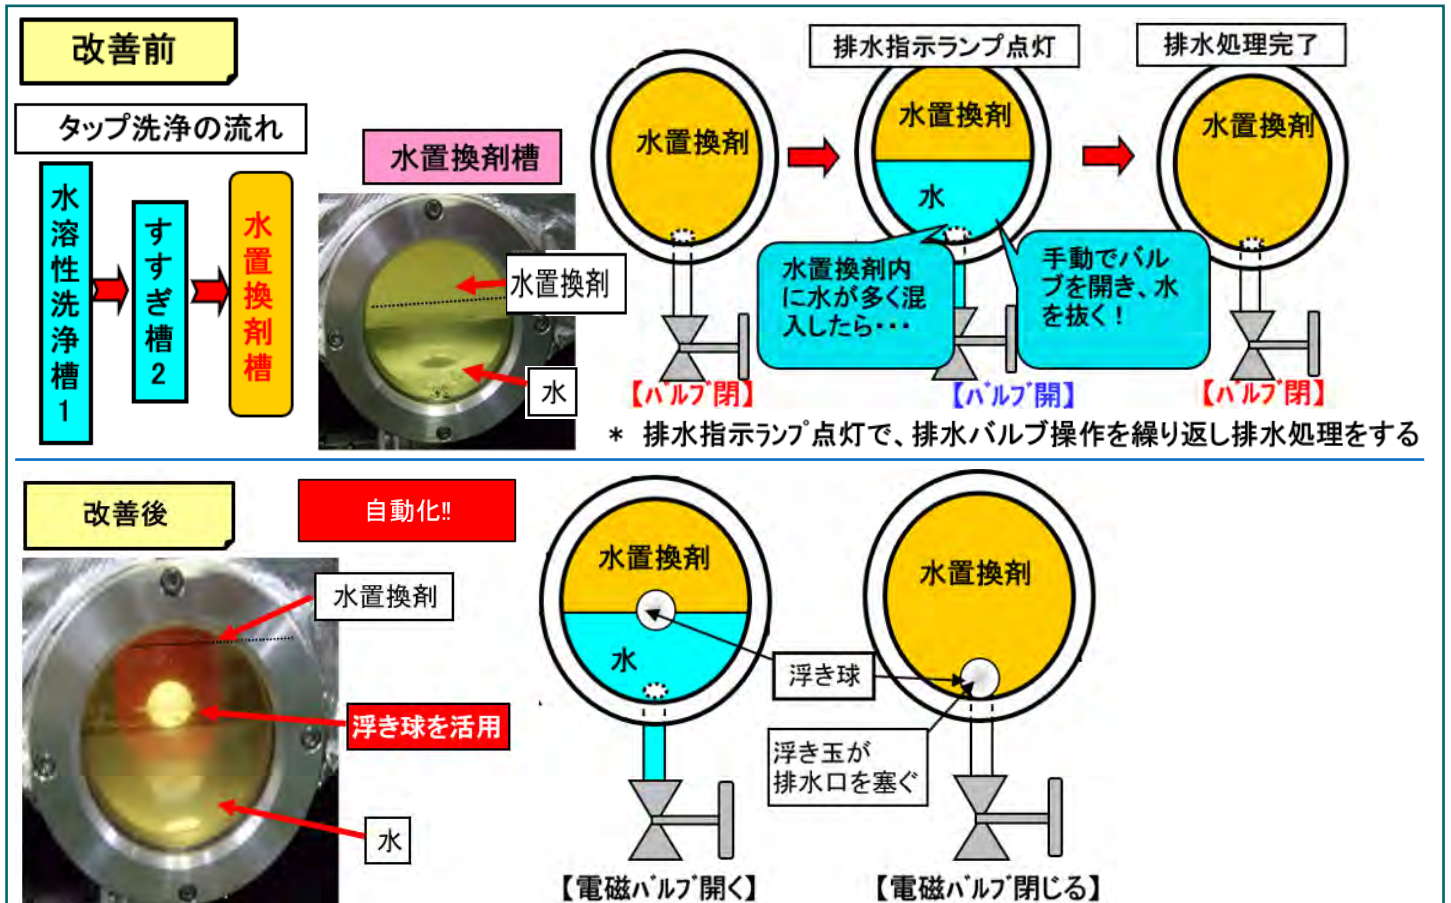 改善前
タップ洗浄の流れ
水溶性洗浄槽1
すすぎ槽2
水置換剤槽
水置換剤槽
水置換剤
水
水置換剤
排水指示ランプ点灯
水置換剤
水
排水処理完了
水置換剤
水置換剤内
に水が多く混
入したら・・・
手動でバル
ブを開き、水
を抜く！
【バルブ閉】
【バルブ開】
【バルブ閉】
* 排水指示ランプ点灯で、排水バルブ操作を繰り返し排水処理をする
改善後
自動化!!
水置換剤
浮き球を活用
水
水置換剤
水
水置換剤
浮き球
浮き玉が
排水口を塞ぐ
【電磁バルブ開く】
【電磁バルブ閉じる】